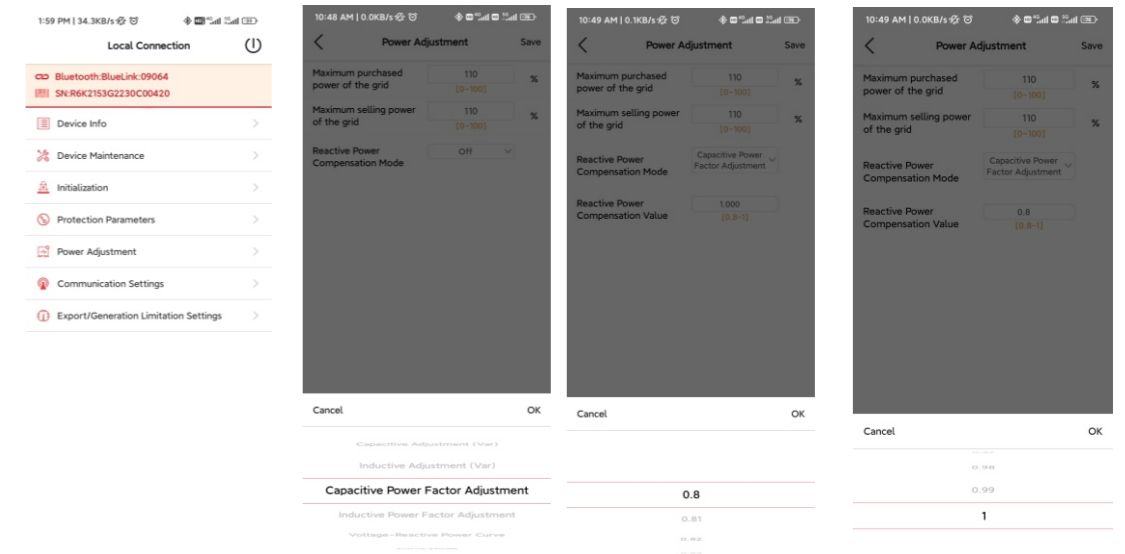 1:59 PM | 34.3KB/s
Local Connection
Bluetooth:BlueLink:09064
SN:R6K2153G2230C00420
Device Info
Device Maintenance
Initialization
Protection Parameters
Power Adjustment
Communication Settings
Export/Generation Limitation Settings
10:48 AM | 0.0KB/s
Power Adjustment
Save
Maximum purchased
power of the grid
110
%
[0~100]
Maximum selling power
of the grid
110
%
[0~100]
Reactive Power
Compensation Mode
Off
Cancel
OK
Capacitive Adjustment (Var)
Inductive Adjustment (Var)
Capacitive Power Factor Adjustment
Inductive Power Factor Adjustment
Voltage-Reactive Power Curve
10:49 AM | 0.1KB/s
Power Adjustment
Save
Maximum purchased
power of the grid
110
%
[0~100]
Maximum selling power
of the grid
110
%
[0~100]
Reactive Power
Compensation Mode
Capacitive Power
Factor Adjustment
Reactive Power
Compensation Value
1.000
[0.8~1]
Cancel
OK
0.8
0.81
0.82
10:49 AM | 0.0KB/s
Power Adjustment
Save
Maximum purchased
power of the grid
110
%
[0~100]
Maximum selling power
of the grid
110
%
[0~100]
Reactive Power
Compensation Mode
Capacitive Power
Factor Adjustment
Reactive Power
Compensation Value
0.8
[0.8~1]
Cancel
OK
0.98
0.99
1